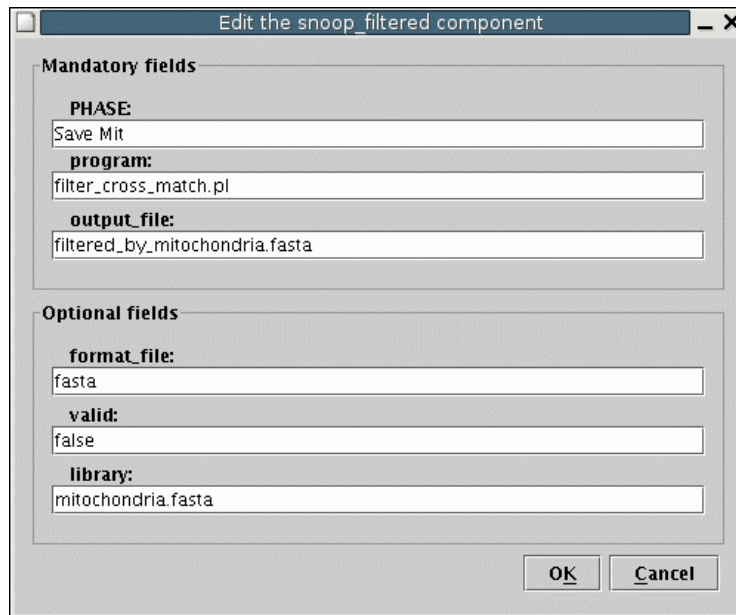 Edit the snoop_filtered component
Mandatory fields
PHASE:
Save Mit
program:
filter_cross_match.pl
output_file:
filtered_by_mitochondria.fasta
Optional fields
format_file:
fasta
valid:
false
library:
mitochondria.fasta
OK Cancel